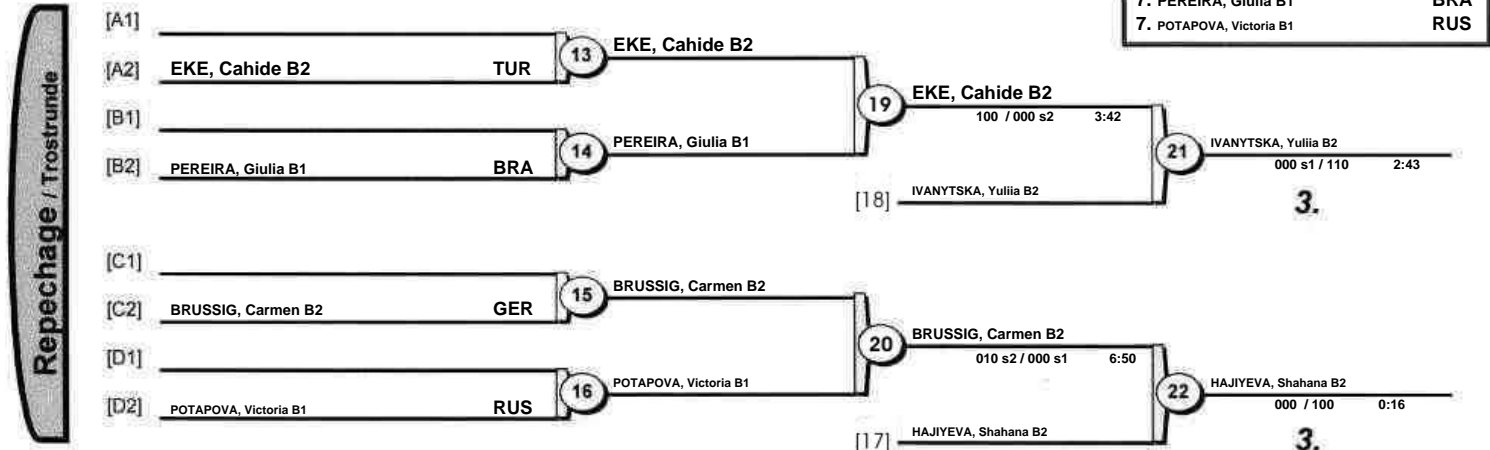 7. PEREIRA, Giulia B1 BRA
7. POTAPOVA, Victoria B1 RUS
Repechage / Trostrunde
[A1]
[A2] EKE, Cahide B2 TUR
13 EKE, Cahide B2
[B1]
[B2] PEREIRA, Giulia B1 BRA
14 PEREIRA, Giulia B1
19 EKE, Cahide B2
100 / 000 s2 3:42
[18] IVANYTSKA, Yuliia B2
21 IVANYTSKA, Yuliia B2
000 s1 / 110 2:43
3.
[C1]
[C2] BRUSSIG, Carmen B2 GER
15 BRUSSIG, Carmen B2
[D1]
[D2] POTAPOVA, Victoria B1 RUS
16 POTAPOVA, Victoria B1
20 BRUSSIG, Carmen B2
010 s2 / 000 s1 6:50
[17] HAJIYEVA, Shahana B2
22 HAJIYEVA, Shahana B2
000 / 100 0:16
3.